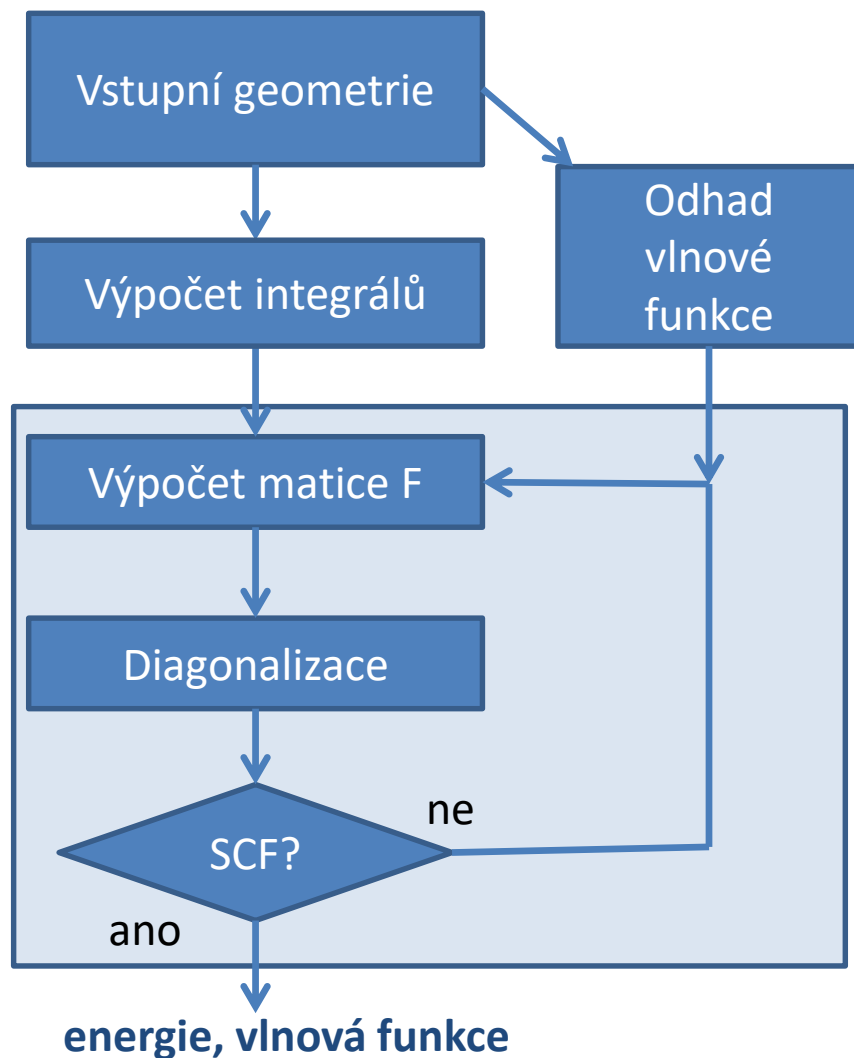 Vstupní geometrie
Odhad
vlnové
funkce
Výpočet integrálů
Výpočet matice F
Diagonalizace
SCF?
ne
ano
energie, vlnová funkce